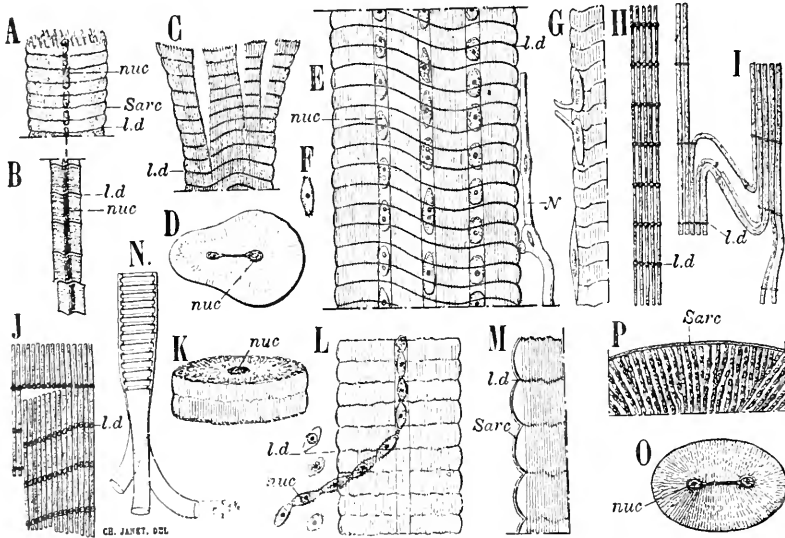 A
nuc
Sarc
l.d
B
l.d
nuc
C
l.d
D
nuc
E
nuc
l.d
F
N
G
H
l.d
I
l.d
J
l.d
N.
CH. JANET, DEL
K
nuc
L
l.d
nuc
M
l.d
Sarc
P
Sarc
O
nuc